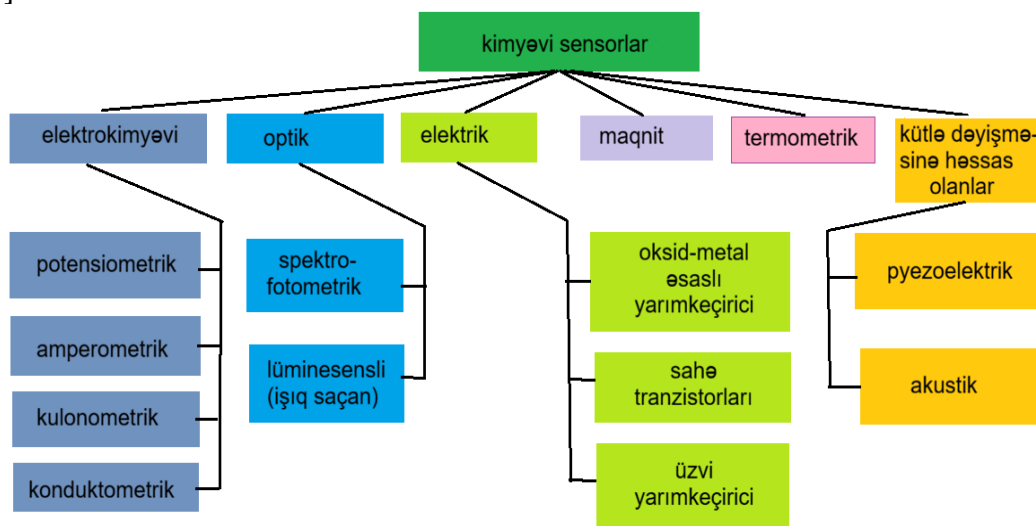 ]
kimyəvi sensorlar
elektrokimyəvi
optik
elektrik
maqnit
termometrik
kütlə dəyişmə-
sinə həssas
olanlar
potensiometrik
amperometrik
kulonometrik
konduktometrik
spektro-
fotometrik
lüminesensli
(işıq saçan)
oksid-metal
əsaslı
yarımkeçirici
sahə
tranzistorları
üzvi
yarımkeçirici
pyezoelektrik
akustik